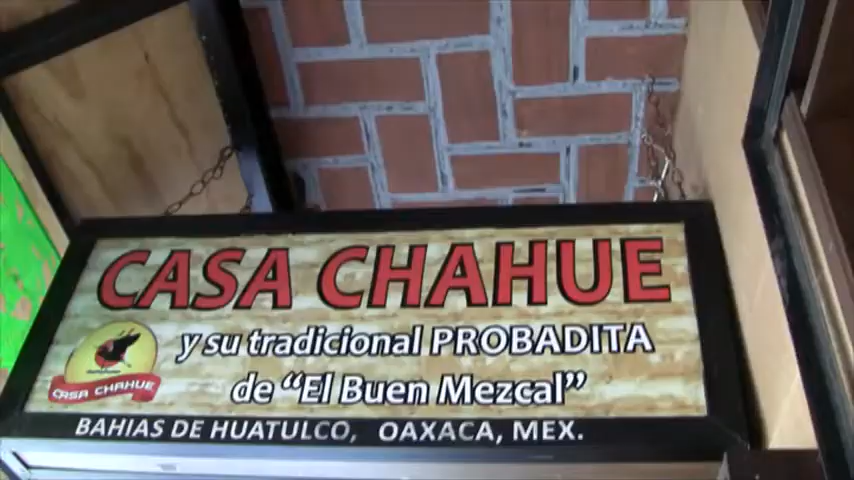 CASA CHAHUE
y su tradicional PROBADITA
de "El Buen Mezcal"
CASA CHAHUE
BAHIAS DE HUATULCO, OAXACA, MEX.